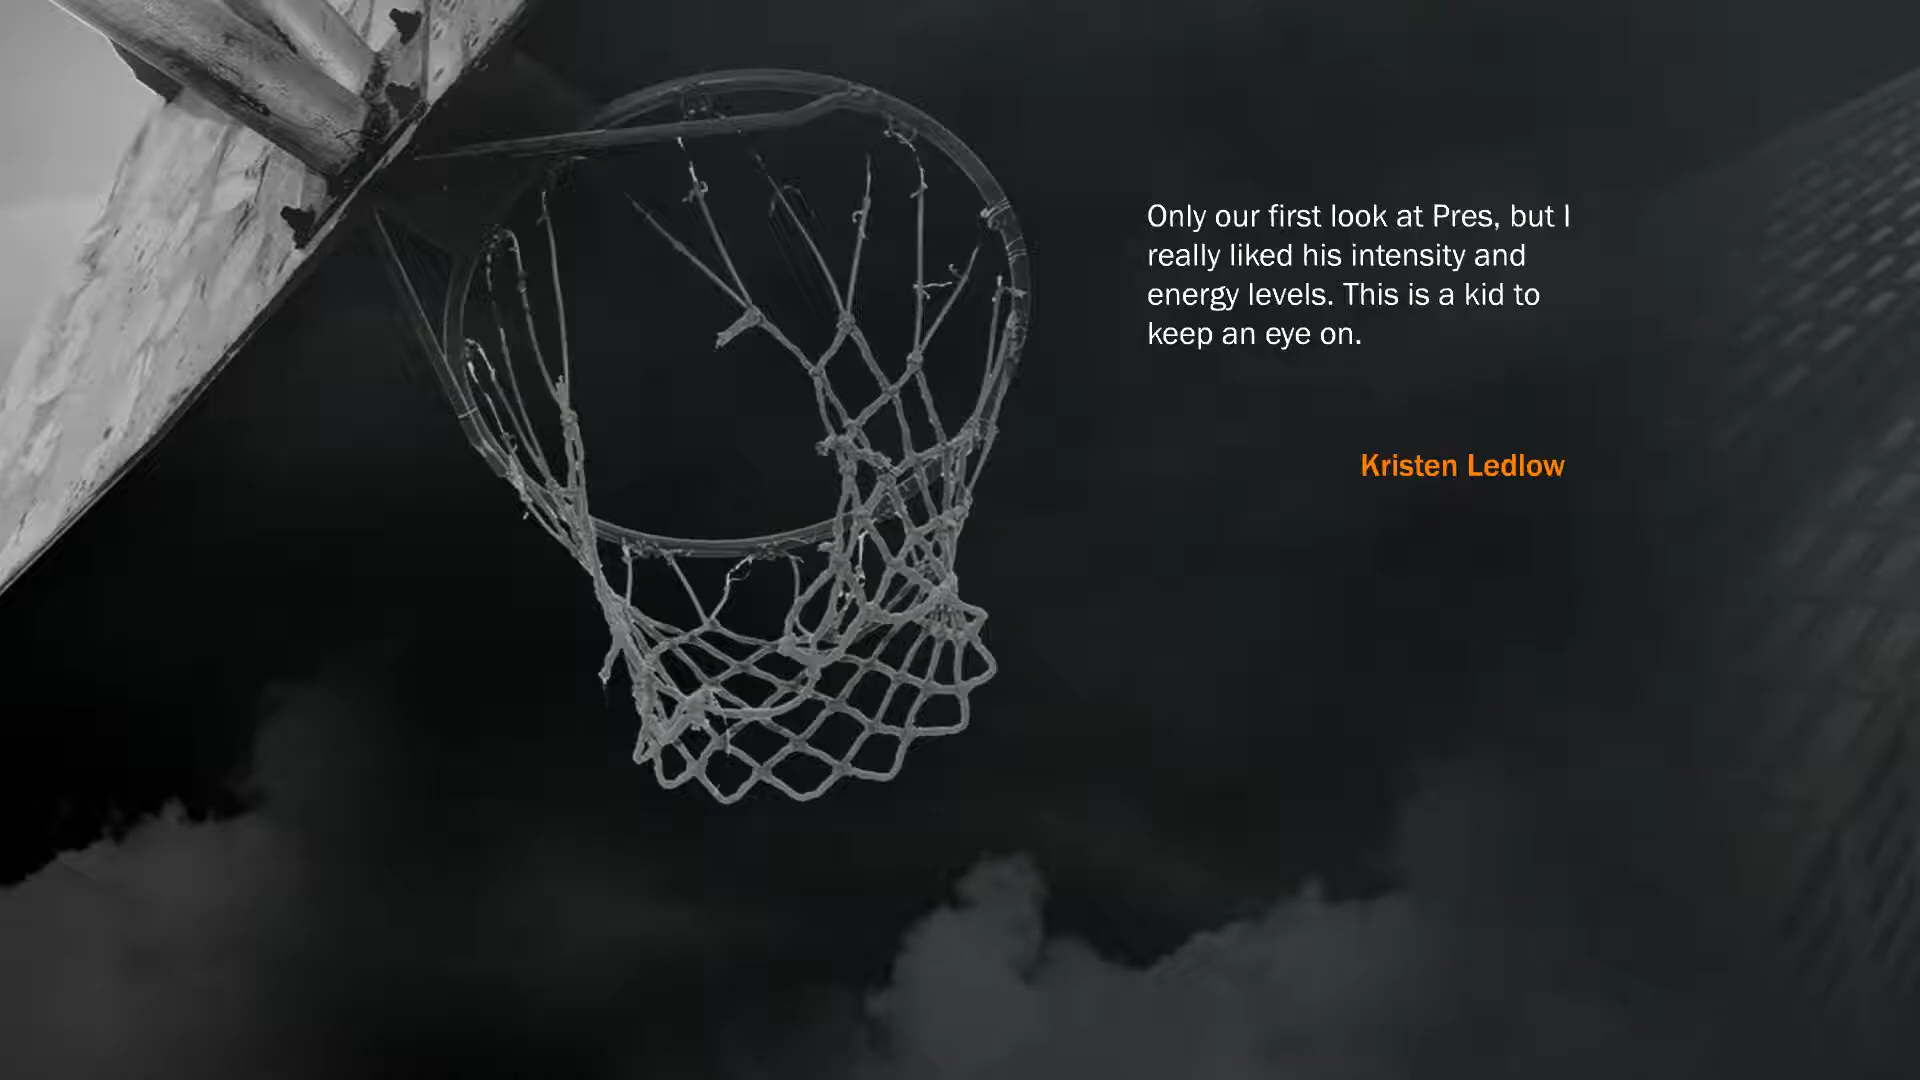 Only our first look at Pres, but I
really liked his intensity and
energy levels. This is a kid to
keep an eye on.
Kristen Ledlow